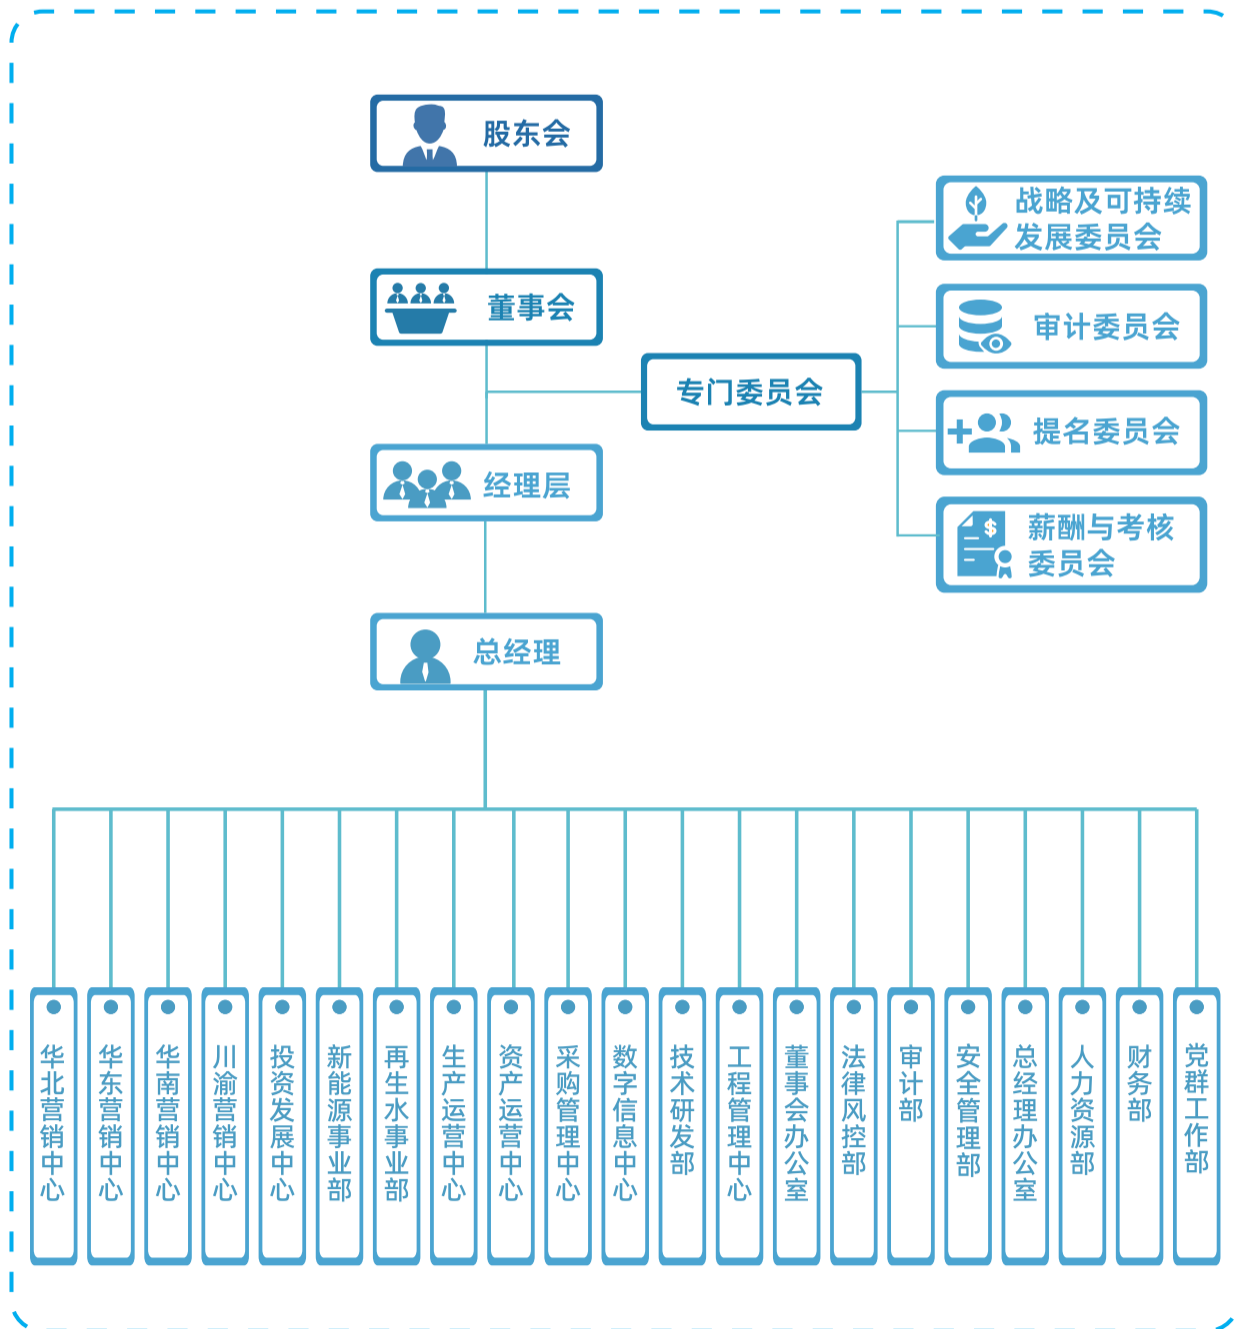 股东会
董事会
专门委员会
战略及可持续
发展委员会
审计委员会
提名委员会
薪酬与考核
委员会
经理层
总经理
华北营销中心
华东营销中心
华南营销中心
川渝营销中心
投资发展中心
新能源事业部
再生水事业部
生产运营中心
资产运营中心
采购管理中心
数字信息中心
技术研发部
工程管理中心
董事会办公室
法律风控部
审计部
安全管理部
总经理办公室
人力资源部
财务部
党群工作部